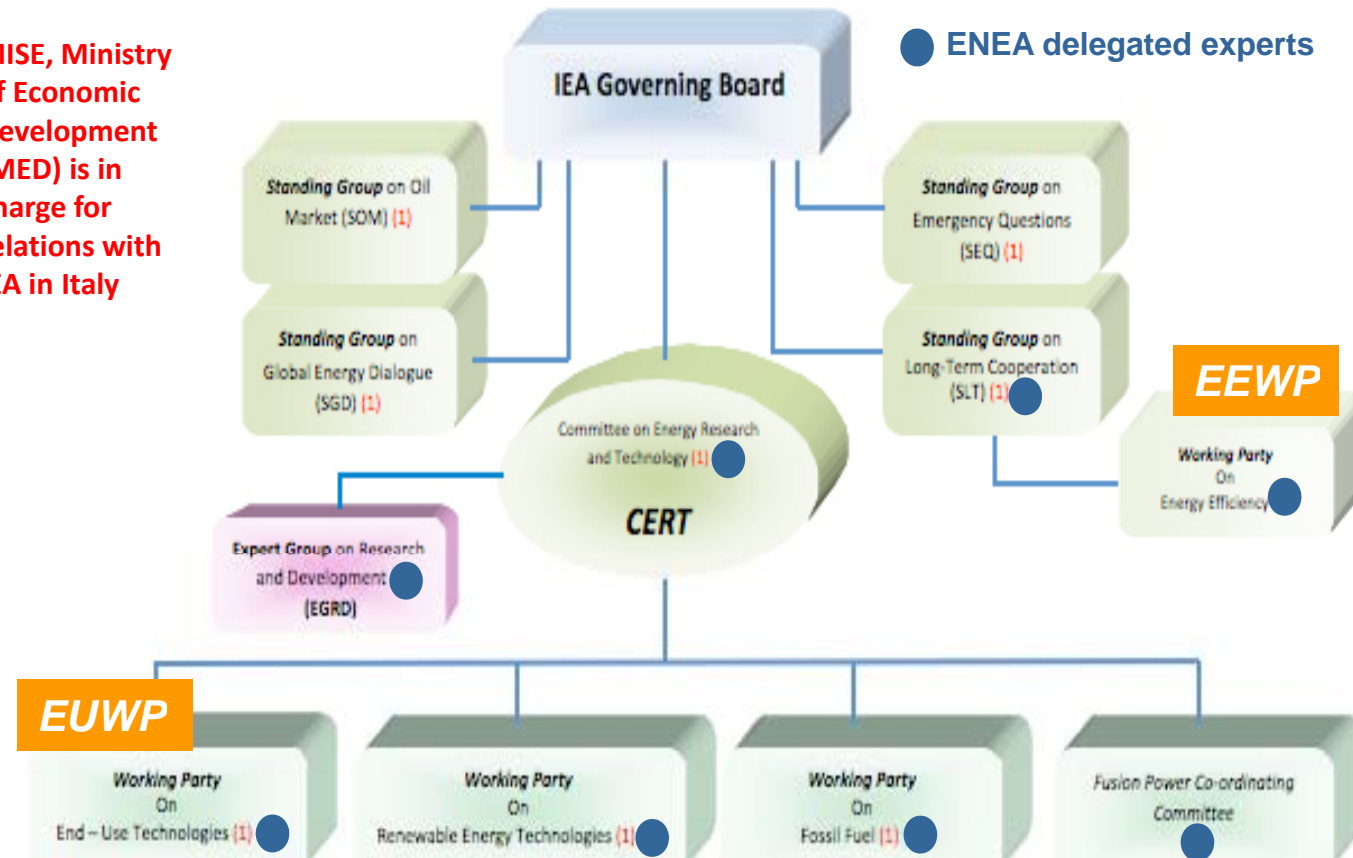 MISE, Ministry
of Economic
Development
(MED) is in
charge for
relations with
IEA in Italy
ENEA delegated experts
IEA Governing Board
Standing Group on Oil
Market (SOM) (1)
Standing Group on
Emergency Questions
(SEQ) (1)
Standing Group on
Global Energy Dialogue
(SGD) (1)
Standing Group on
Long-Term Cooperation
(SLT) (1)
EEWP
Working Party
On
Energy Efficiency
Committee on Energy Research
and Technology (1)
CERT
Expert Group on Research
and Development
(EGRD)
EUWP
Working Party
On
End – Use Technologies (1)
Working Party
On
Renewable Energy Technologies (1)
Working Party
On
Fossil Fuel (1)
Fusion Power Co-ordinating
Committee